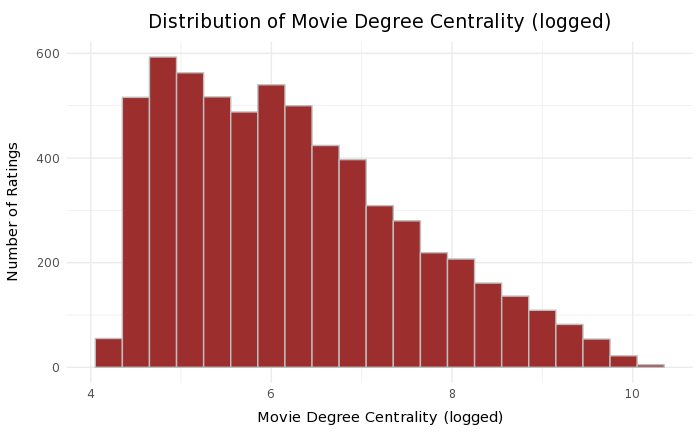 Distribution of Movie Degree Centrality (logged)
Number of Ratings
600
400
200
0
4
6
8
10
Movie Degree Centrality (logged)